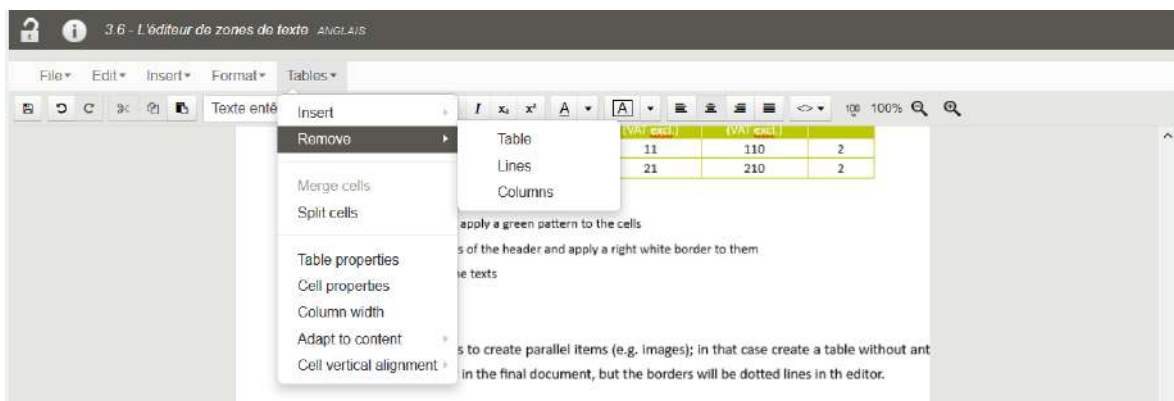 3.6 - L'éditeur de zones de texte ANGLAIS
File Edit Insert Format Tables
Texte enté I x₂ x² A A <> 100 100%
Insert
Remove
Merge cells
Split cells
Table properties
Cell properties
Column width
Adapt to content
Cell vertical alignment
Table
Lines
Columns
(VAT excl.) (VAT excl.)
11 110 2
21 210 2
apply a green pattern to the cells
s of the header and apply a right white border to them
e texts
s to create parallel items (e.g. images); in that case create a table without ant
in the final document, but the borders will be dotted lines in th editor.